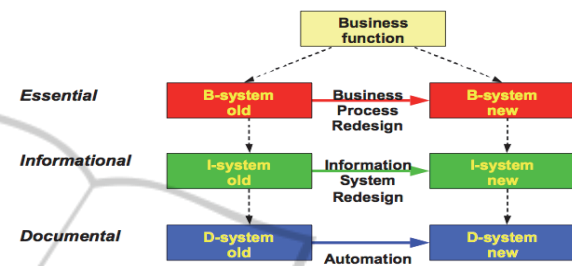 Business
function
Essential
B-system
old
Business
Process
Redesign
B-system
new
Informational
I-system
old
Information
System
Redesign
I-system
new
Documental
D-system
old
Automation
D-system
new